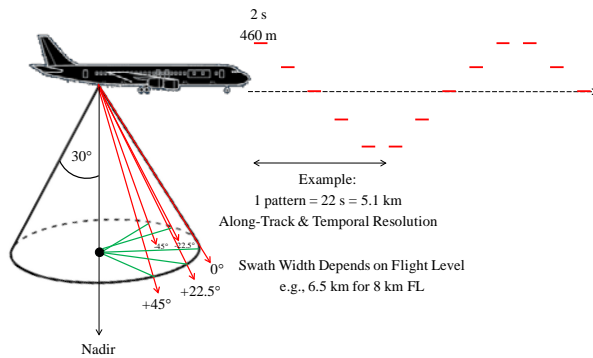 2 s
460 m
30°
Example:
1 pattern = 22 s = 5.1 km
Along-Track & Temporal Resolution
-45°
-22.5°
0°
Swath Width Depends on Flight Level
e.g., 6.5 km for 8 km FL
+22.5°
+45°
Nadir